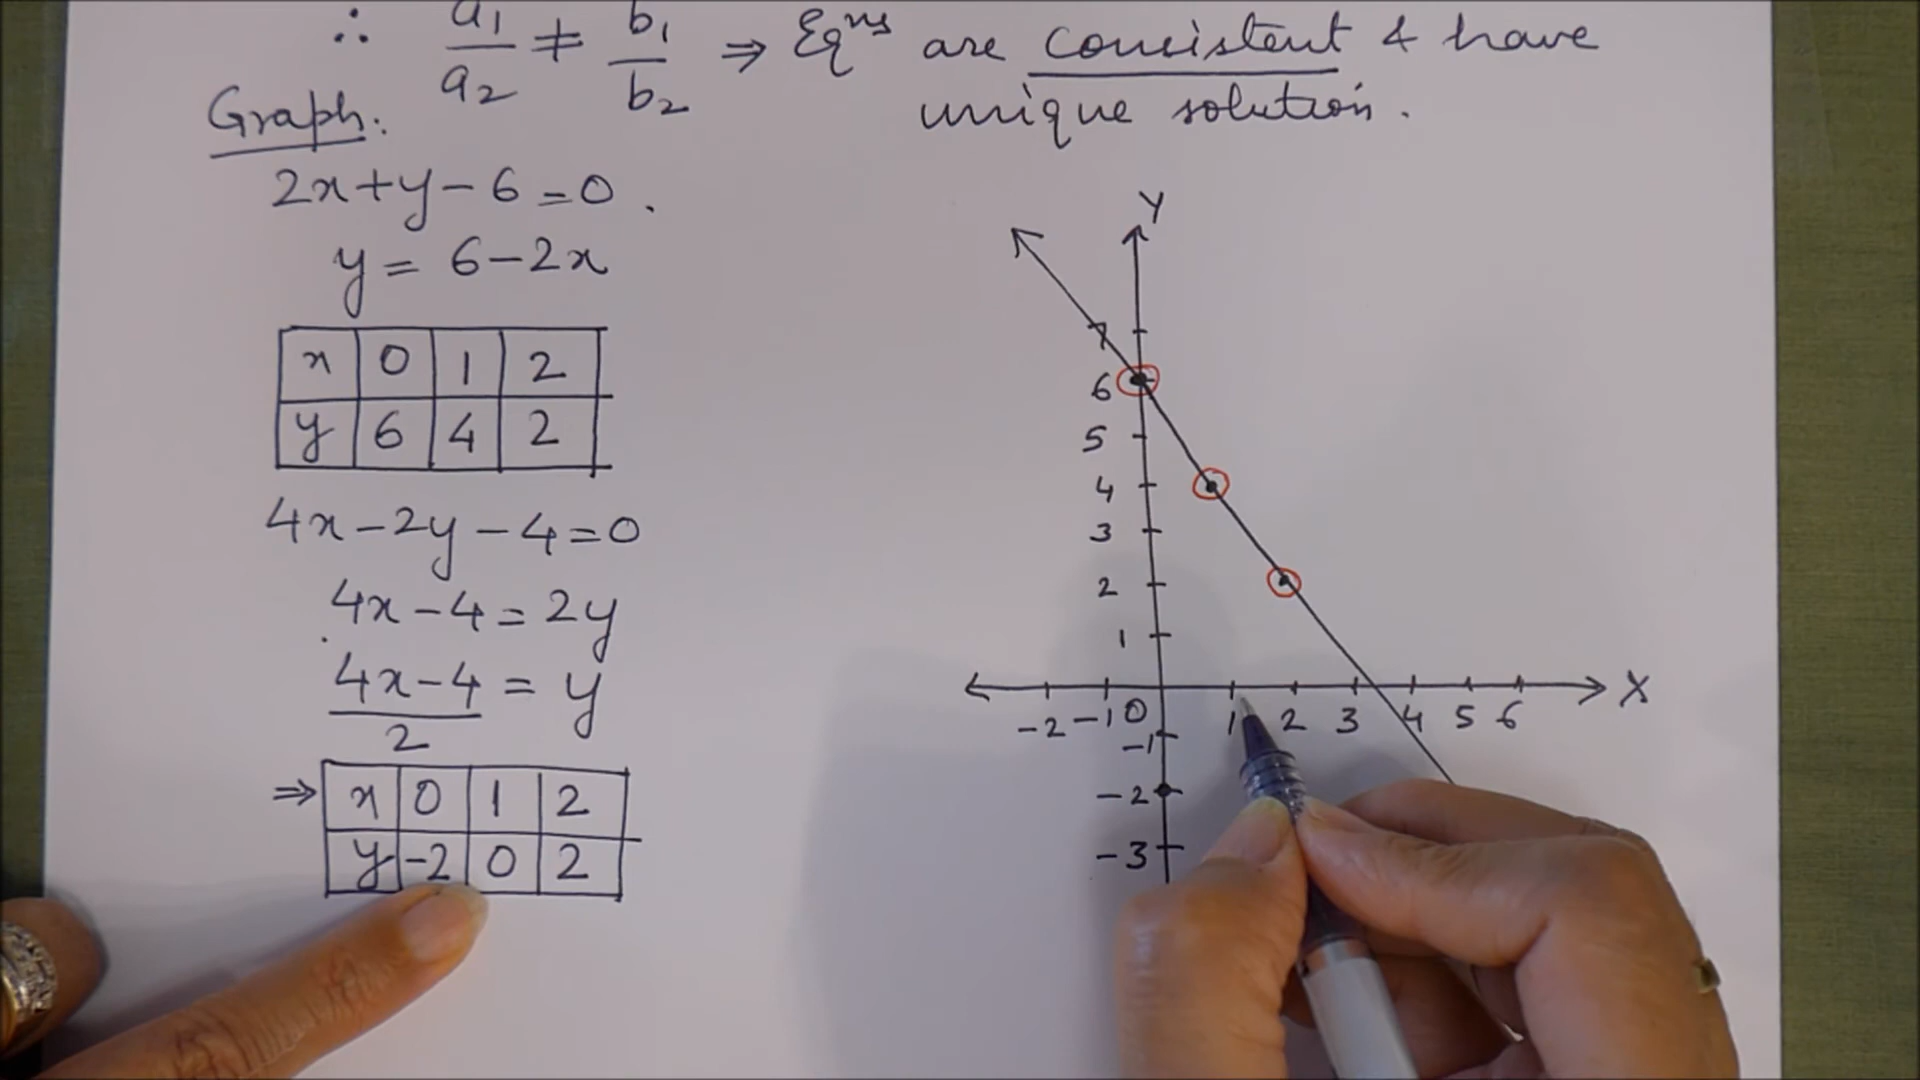 ∴ a1/a2 ≠ b1/b2 ⇒ Eqns are consistent & have
unique solution.
Graph:
2x+y-6=0.
y = 6-2x
x 0 1 2
y 6 4 2
4x-2y-4=0
4x-4=2y
4x-4/2 = y
⇒ x 0 1 2
y -2 0 2
Y
7
6
5
4
3
2
1
-2 -1 0 1 2 3 4 5 6 X
-1
-2
-3